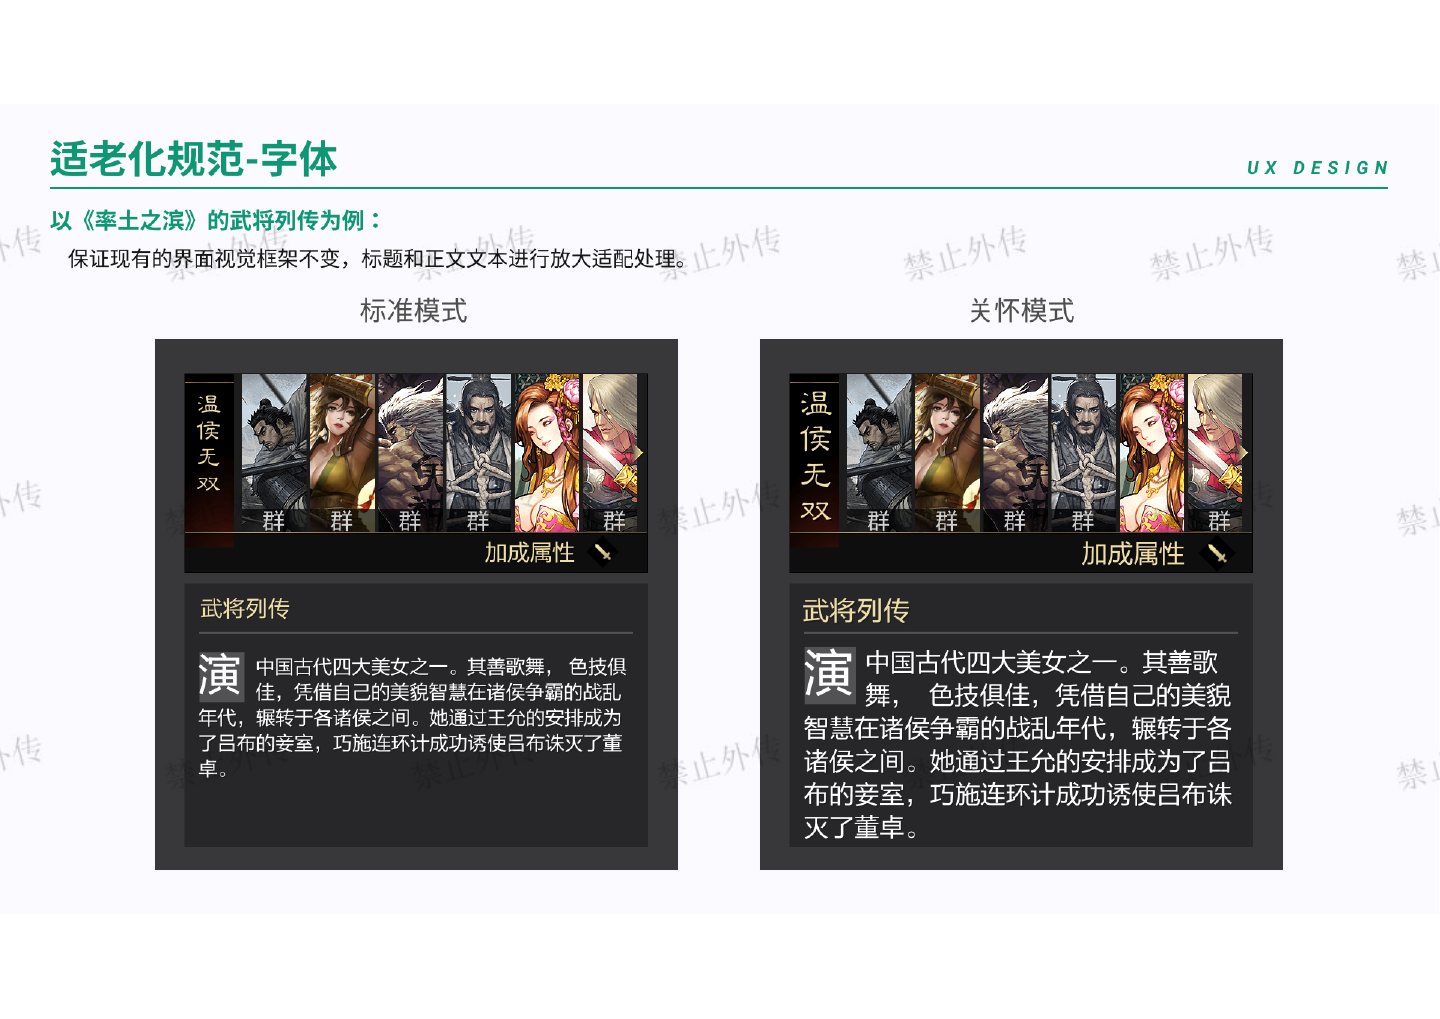 适老化规范-字体
UX DESIGN
以《率土之滨》的武将列传为例：
保证现有的界面视觉框架不变，标题和正文文本进行放大适配处理。
标准模式
温侯无双
群 群 群 群 群
加成属性
武将列传
演 中国古代四大美女之一。其善歌舞， 色技俱
佳，凭借自己的美貌智慧在诸侯争霸的战乱
年代，辗转于各诸侯之间。她通过王允的安排成为
了吕布的妾室，巧施连环计成功诱使吕布诛灭了董
卓。
关怀模式
温侯无双
群 群 群 群 群
加成属性
武将列传
演 中国古代四大美女之一。其善歌
舞， 色技俱佳，凭借自己的美貌
智慧在诸侯争霸的战乱年代，辗转于各
诸侯之间。她通过王允的安排成为了吕
布的妾室，巧施连环计成功诱使吕布诛
灭了董卓。
禁止外传